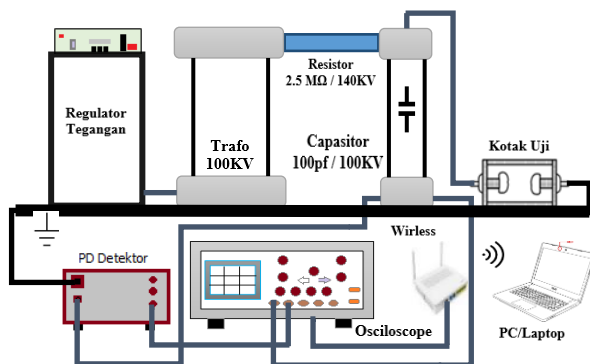 Regulator
Tegangan
Trafo
100KV
Resistor
2.5 MΩ / 140KV
Capasitor
100pf / 100KV
Kotak Uji
PD Detektor
Osciloscope
Wirless
PC/Laptop